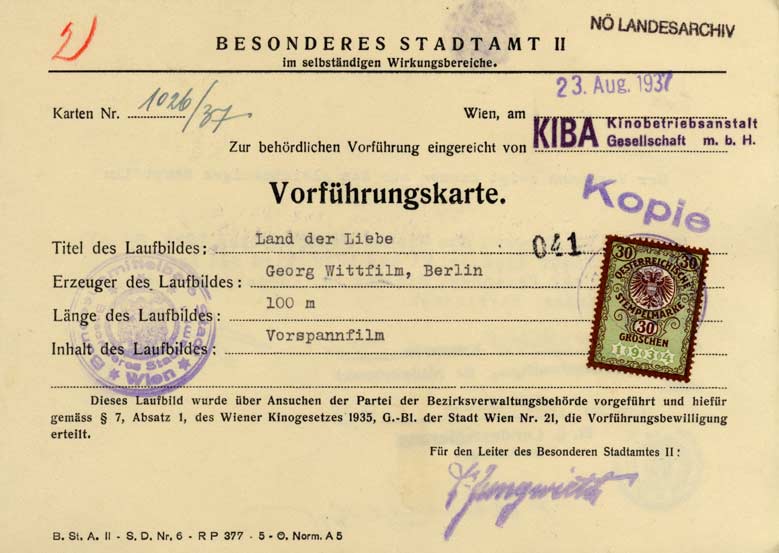 2)
NÖ LANDESARCHIV
BESONDERES STADTAMT II
im selbständigen Wirkungsbereiche.
23. Aug. 1937
Karten Nr. 1026/37
Wien, am
Zur behördlichen Vorführung eingereicht von KIBA Kinobetriebsanstalt
Gesellschaft m. b. H.
Kopie
Vorführungskarte.
Titel des Laufbildes: Land der Liebe 041
Erzeuger des Laufbildes: Georg Wittfilm, Berlin
Länge des Laufbildes: 100 m
Inhalt des Laufbildes: Vorspannfilm
30 30
OESTERREICHISCHE
STEMPELMARKE
30
GROSCHEN
109304
Wien
Dieses Laufbild wurde über Ansuchen der Partei der Bezirksverwaltungsbehörde vorgeführt und hiefür
gemäss § 7, Absatz 1, des Wiener Kinogesetzes 1935, G.-Bl. der Stadt Wien Nr. 21, die Vorführungsbewilligung
erteilt.
Für den Leiter des Besonderen Stadtamtes II:
B. St. A. II - S. D. Nr. 6 - R P 377 - 5 - Ö. Norm. A 5